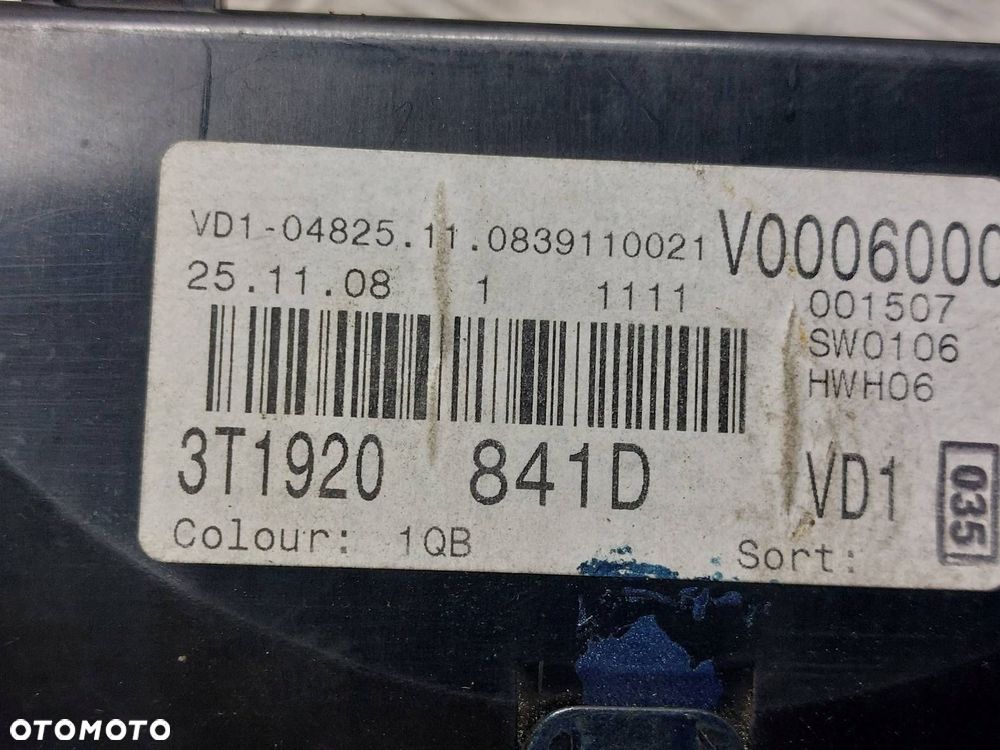 VD1-04825.11.0839110021 V0006000
25.11.08 1 1111 001507
SW0106
HWH06
3T1920 841D VD1 035
Colour: 1QB Sort:
OTOMOTO